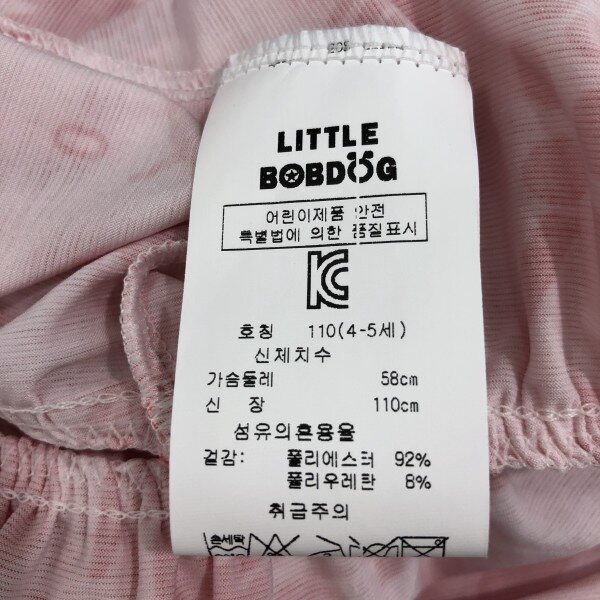 LITTLE
BOBDOG
어린이제품 안전
특별법에 의한 품질표시
KC
호칭 110(4-5세)
신체치수
가슴둘레 58cm
신 장 110cm
섬유의혼용율
겉감: 폴리에스터 92%
폴리우레탄 8%
취급주의
손세탁